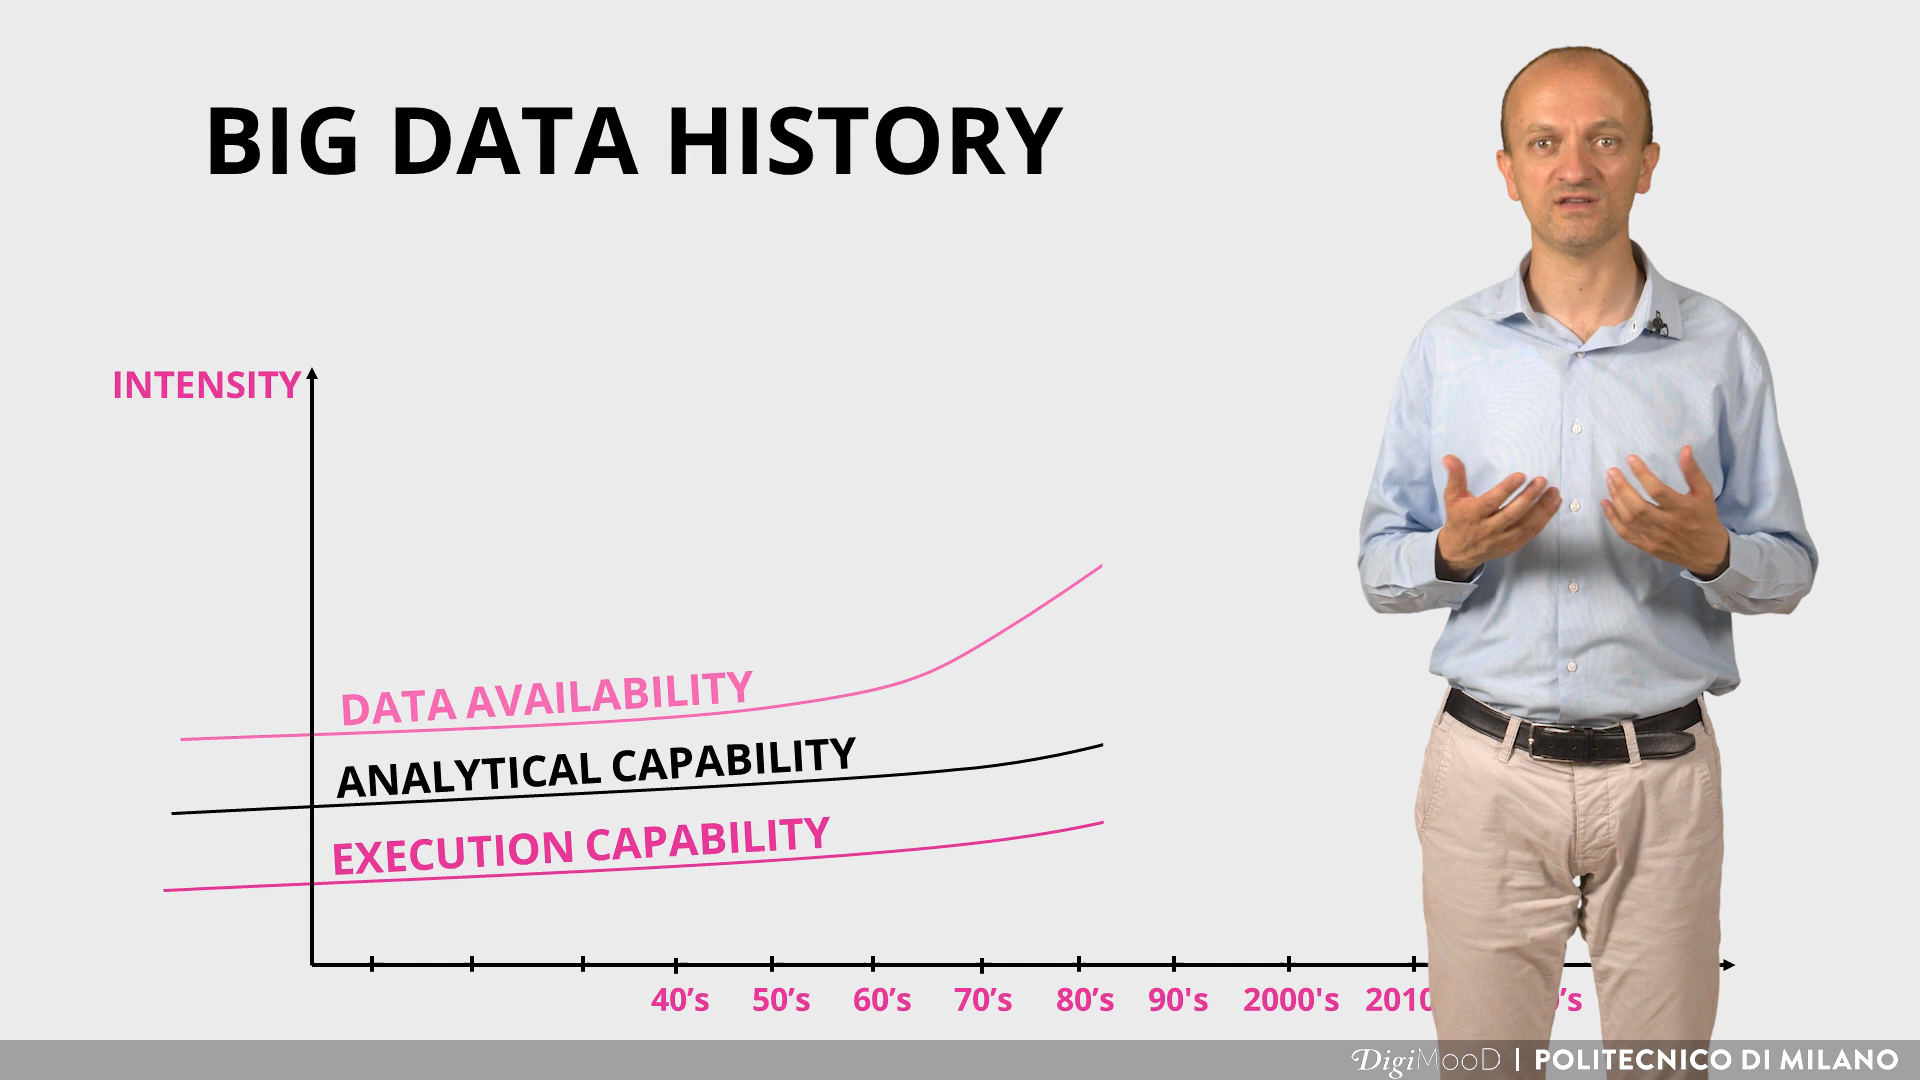 BIG DATA HISTORY
INTENSITY
DATA AVAILABILITY
ANALYTICAL CAPABILITY
EXECUTION CAPABILITY
40’s 50’s 60’s 70’s 80’s 90's 2000's 2010 ’s
DigiMooD | POLITECNICO DI MILANO